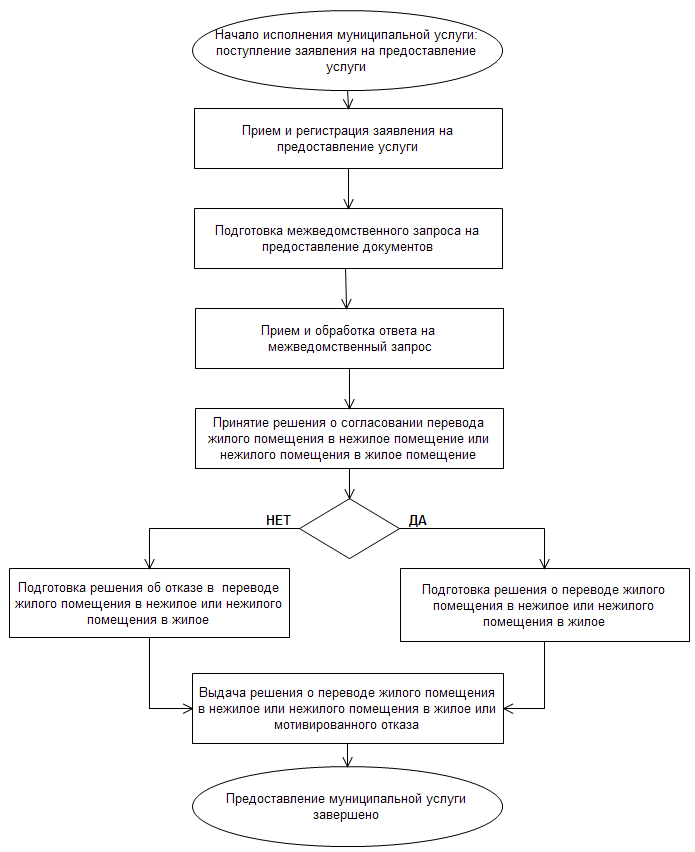 Начало исполнения муниципальной услуги:
поступление заявления на предоставление
услуги
Прием и регистрация заявления на
предоставление услуги
Подготовка межведомственного запроса на
предоставление документов
Прием и обработка ответа на
межведомственный запрос
Принятие решения о согласовании перевода
жилого помещения в нежилое помещение или
нежилого помещения в жилое помещение
НЕТ
ДА
Подготовка решения об отказе в переводе
жилого помещения в нежилое или нежилого
помещения в жилое
Подготовка решения о переводе жилого
помещения в нежилое или нежилого
помещения в жилое
Выдача решения о переводе жилого помещения
в нежилое или нежилого помещения в жилое или
мотивированного отказа
Предоставление муниципальной услуги
завершено